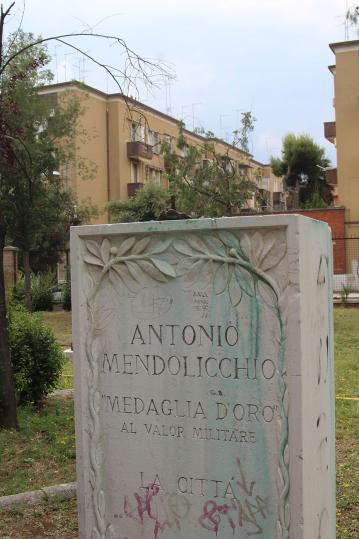 ANTONIO
MENDOLICCHIO
"MEDAGLIA D'ORO"
AL VALOR MILITARE
LA CITTÀ